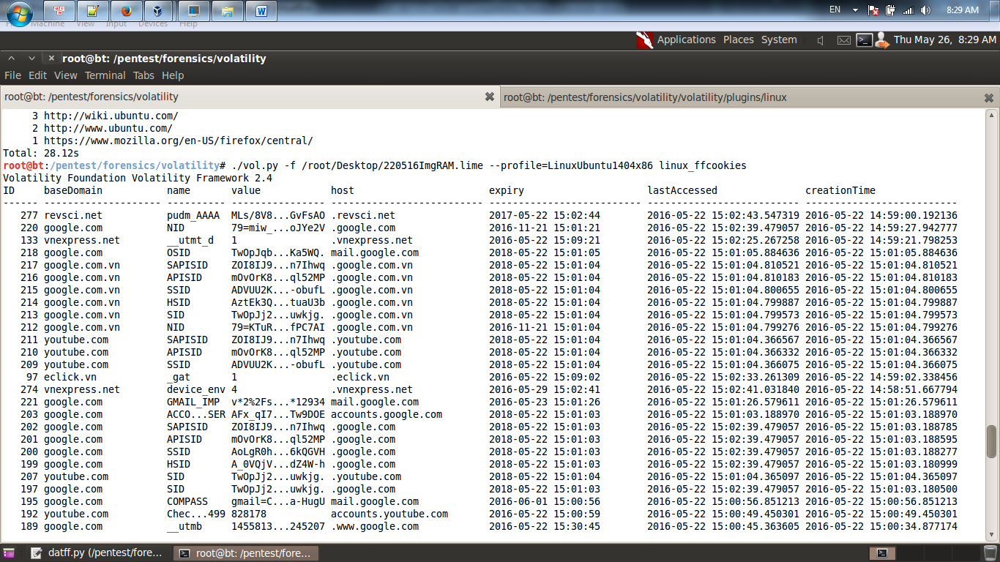 EN 8:29 AM
Machine View Input Devices Help
Applications Places System Thu May 26, 8:29 AM
root@bt: /pentest/forensics/volatility
File Edit View Terminal Tabs Help
root@bt: /pentest/forensics/volatility root@bt: /pentest/forensics/volatility/volatility/plugins/linux
3 http://wiki.ubuntu.com/
2 http://www.ubuntu.com/
1 https://www.mozilla.org/en-US/firefox/central/
Total: 28.12s
root@bt:/pentest/forensics/volatility# ./vol.py -f /root/Desktop/220516ImgRAM.lime --profile=LinuxUbuntu1404x86 linux_ffcookies
Volatility Foundation Volatility Framework 2.4
ID baseDomain name value host expiry lastAccessed creationTime
------ ------------------- ---------- --------------- ------------------------ ------------------------ ------------------------ ------------------------
277 revsci.net pudm_AAAA MLs/8V8...GvFsAO .revsci.net 2017-05-22 15:02:44 2016-05-22 15:02:43.547319 2016-05-22 14:59:00.192136
220 google.com NID 79=miw_...oJYe2V .google.com 2016-11-21 15:01:21 2016-05-22 15:02:39.479057 2016-05-22 14:59:27.942777
133 vnexpress.net __utmt_d 1 .vnexpress.net 2016-05-22 15:09:21 2016-05-22 15:02:25.267258 2016-05-22 14:59:21.798253
218 google.com OSID TwOpJqb...Ka5WQ. mail.google.com 2018-05-22 15:01:05 2016-05-22 15:01:05.884636 2016-05-22 15:01:05.884636
217 google.com.vn SAPISID ZOI8IJ9...n7Ihwq .google.com.vn 2018-05-22 15:01:04 2016-05-22 15:01:04.810521 2016-05-22 15:01:04.810521
216 google.com.vn APISID mOvOrK8...ql52MP .google.com.vn 2018-05-22 15:01:04 2016-05-22 15:01:04.810183 2016-05-22 15:01:04.810183
215 google.com.vn SSID ADVUU2K...-obufL .google.com.vn 2018-05-22 15:01:04 2016-05-22 15:01:04.800655 2016-05-22 15:01:04.800655
214 google.com.vn HSID AztEk3Q...tuaU3b .google.com.vn 2018-05-22 15:01:04 2016-05-22 15:01:04.799887 2016-05-22 15:01:04.799887
213 google.com.vn SID TwOpJj2...uwkjg. .google.com.vn 2018-05-22 15:01:04 2016-05-22 15:01:04.799573 2016-05-22 15:01:04.799573
212 google.com.vn NID 79=KTuR...fPC7AI .google.com.vn 2016-11-21 15:01:04 2016-05-22 15:01:04.799276 2016-05-22 15:01:04.799276
211 youtube.com SAPISID ZOI8IJ9...n7Ihwq .youtube.com 2018-05-22 15:01:04 2016-05-22 15:01:04.366567 2016-05-22 15:01:04.366567
210 youtube.com APISID mOvOrK8...ql52MP .youtube.com 2018-05-22 15:01:04 2016-05-22 15:01:04.366332 2016-05-22 15:01:04.366332
209 youtube.com SSID ADVUU2K...-obufL .youtube.com 2018-05-22 15:01:04 2016-05-22 15:01:04.366075 2016-05-22 15:01:04.366075
97 eclick.vn _gat 1 .eclick.vn 2016-05-22 15:09:02 2016-05-22 15:02:33.261309 2016-05-22 14:59:02.338456
274 vnexpress.net device_env 4 .vnexpress.net 2016-05-29 15:02:41 2016-05-22 15:02:41.031840 2016-05-22 14:58:51.667794
221 google.com GMAIL_IMP v*2%2Fs...*12934 mail.google.com 2016-05-23 15:01:26 2016-05-22 15:01:26.579611 2016-05-22 15:01:26.579611
203 google.com ACCO...SER AFx_qI7...Tw9DOE accounts.google.com 2018-05-22 15:01:03 2016-05-22 15:01:03.188970 2016-05-22 15:01:03.188970
202 google.com SAPISID ZOI8IJ9...n7Ihwq .google.com 2018-05-22 15:01:03 2016-05-22 15:02:39.479057 2016-05-22 15:01:03.188785
201 google.com APISID mOvOrK8...ql52MP .google.com 2018-05-22 15:01:03 2016-05-22 15:02:39.479057 2016-05-22 15:01:03.188595
200 google.com SSID AoLgR0h...6kQGVH .google.com 2018-05-22 15:01:03 2016-05-22 15:02:39.479057 2016-05-22 15:01:03.188277
199 google.com HSID A_0VQjV...dZ4W-h .google.com 2018-05-22 15:01:03 2016-05-22 15:02:39.479057 2016-05-22 15:01:03.180999
207 youtube.com SID TwOpJj2...uwkjg. .youtube.com 2018-05-22 15:01:04 2016-05-22 15:01:04.365097 2016-05-22 15:01:04.365097
197 google.com SID TwOpJj2...uwkjg. .google.com 2018-05-22 15:01:03 2016-05-22 15:02:39.479057 2016-05-22 15:01:03.180500
195 google.com COMPASS gmail=C...a-HugU mail.google.com 2016-06-01 15:00:56 2016-05-22 15:00:56.851213 2016-05-22 15:00:56.851213
192 youtube.com Chec...499 828178 accounts.youtube.com 2016-05-22 15:00:59 2016-05-22 15:00:49.450301 2016-05-22 15:00:49.450301
189 google.com __utmb 1455813...245207 .www.google.com 2016-05-22 15:30:45 2016-05-22 15:00:45.363605 2016-05-22 15:00:34.877174
datff.py (/pentest/fore... root@bt: /pentest/fore...